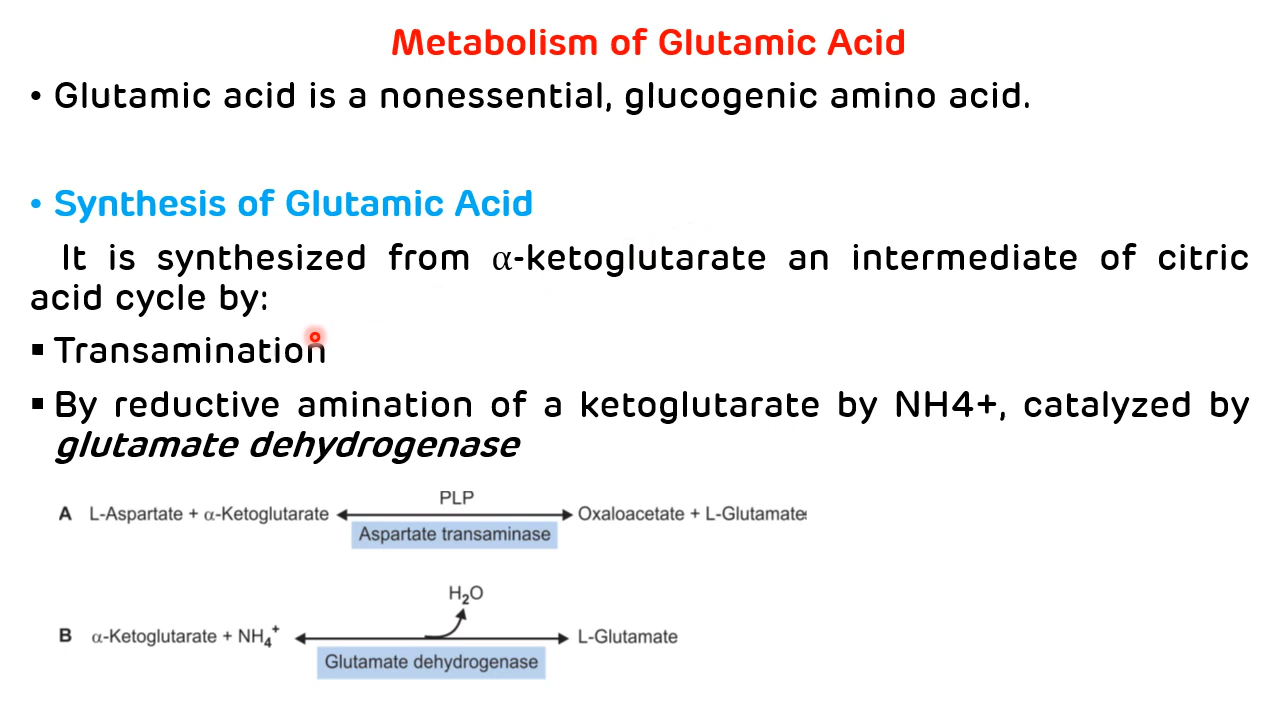 Metabolism of Glutamic Acid
• Glutamic acid is a nonessential, glucogenic amino acid.
• Synthesis of Glutamic Acid
It is synthesized from α-ketoglutarate an intermediate of citric
acid cycle by:
▪ Transamination
▪ By reductive amination of a ketoglutarate by NH4+, catalyzed by
glutamate dehydrogenase
PLP
A L-Aspartate + α-Ketoglutarate Oxaloacetate + L-Glutamate
Aspartate transaminase
H₂O
B α-Ketoglutarate + NH₄⁺ L-Glutamate
Glutamate dehydrogenase